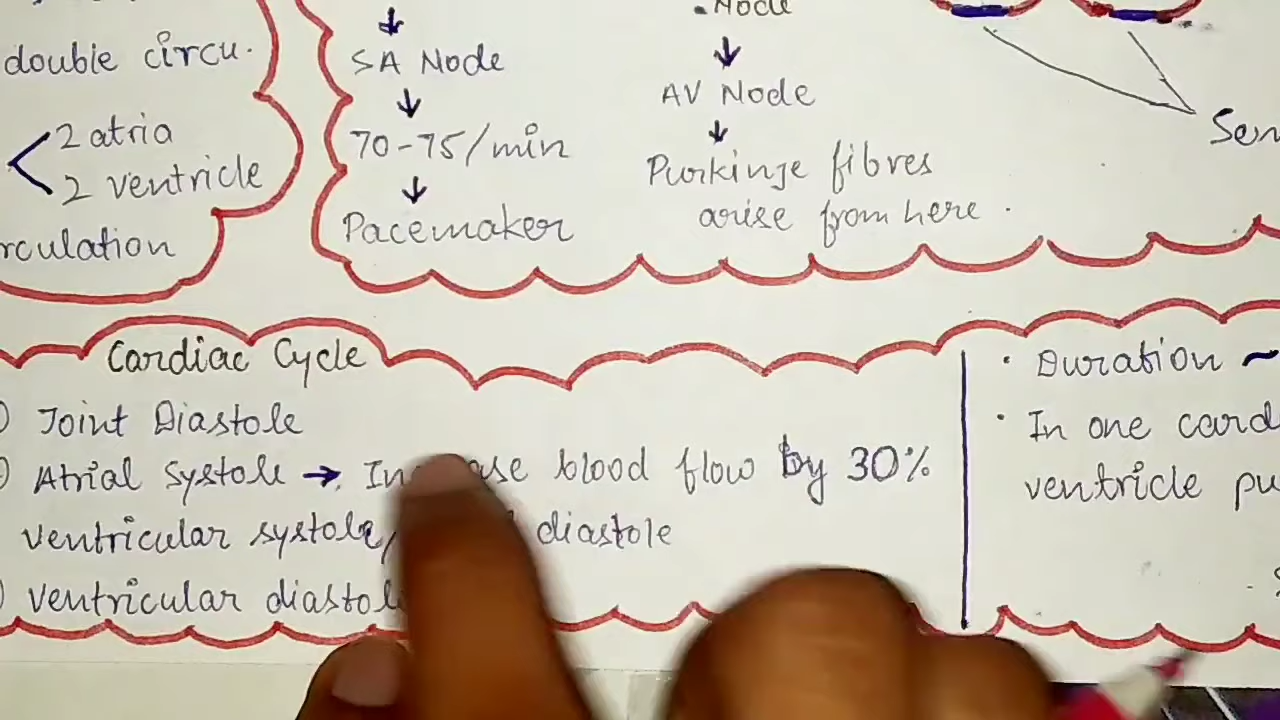 double circu.
2 atria
2 ventricle
rculation
SA Node
70-75/min
Pacemaker
Node
AV Node
Purkinje fibres
arise from here.
Sen
Cardiac Cycle
Joint Diastole
Atrial Systole → In se blood flow by 30%
ventricular systole, diastole
ventricular diastol
Duration ~
In one card
ventricle pu